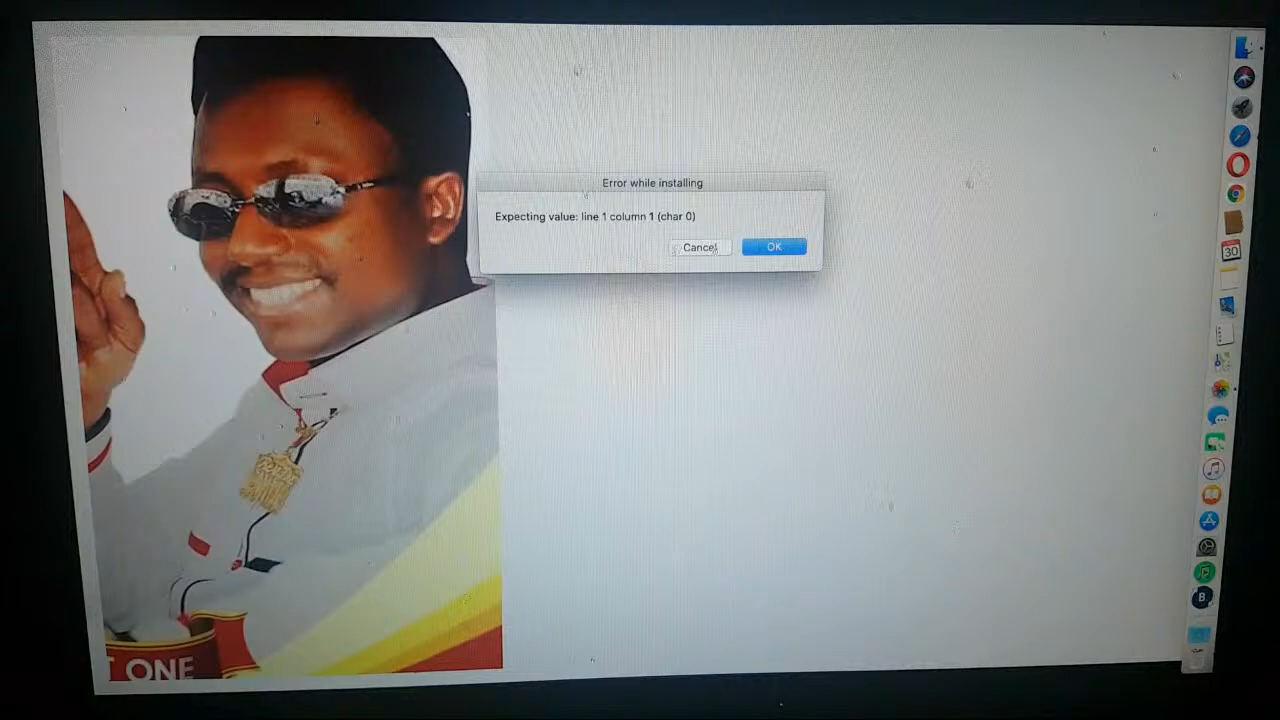 Error while installing
Expecting value: line 1 column 1 (char 0)
Cancel
OK
30
T ONE
B